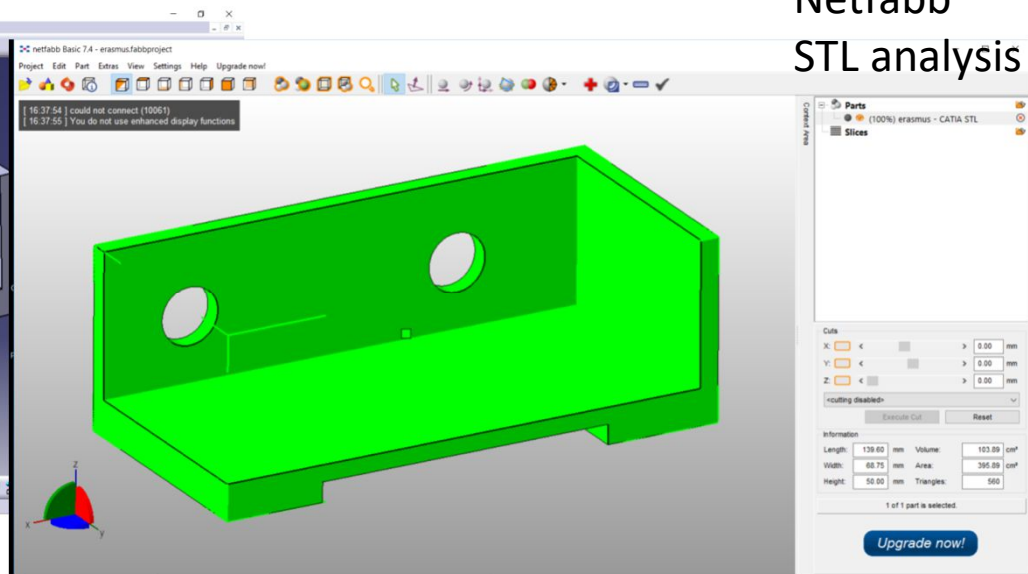 Netfabb
STL analysis
netfabb Basic 7.4 - erasmus.fabbproject
Project Edit Part Extras View Settings Help Upgrade now!
[ 16:37:54 ] could not connect (10061)
[ 16:37:55 ] You do not use enhanced display functions
Context Area
Parts
(100%) erasmus - CATIA STL
Slices
Cuts
X: < > 0.00 mm
Y: < > 0.00 mm
Z: < > 0.00 mm
<cutting disabled>
Execute Cut Reset
Information
Length: 139.60 mm Volume: 103.89 cm³
Width: 68.75 mm Area: 395.89 cm²
Height: 50.00 mm Triangles: 560
1 of 1 part is selected.
Upgrade now!
z
x
y